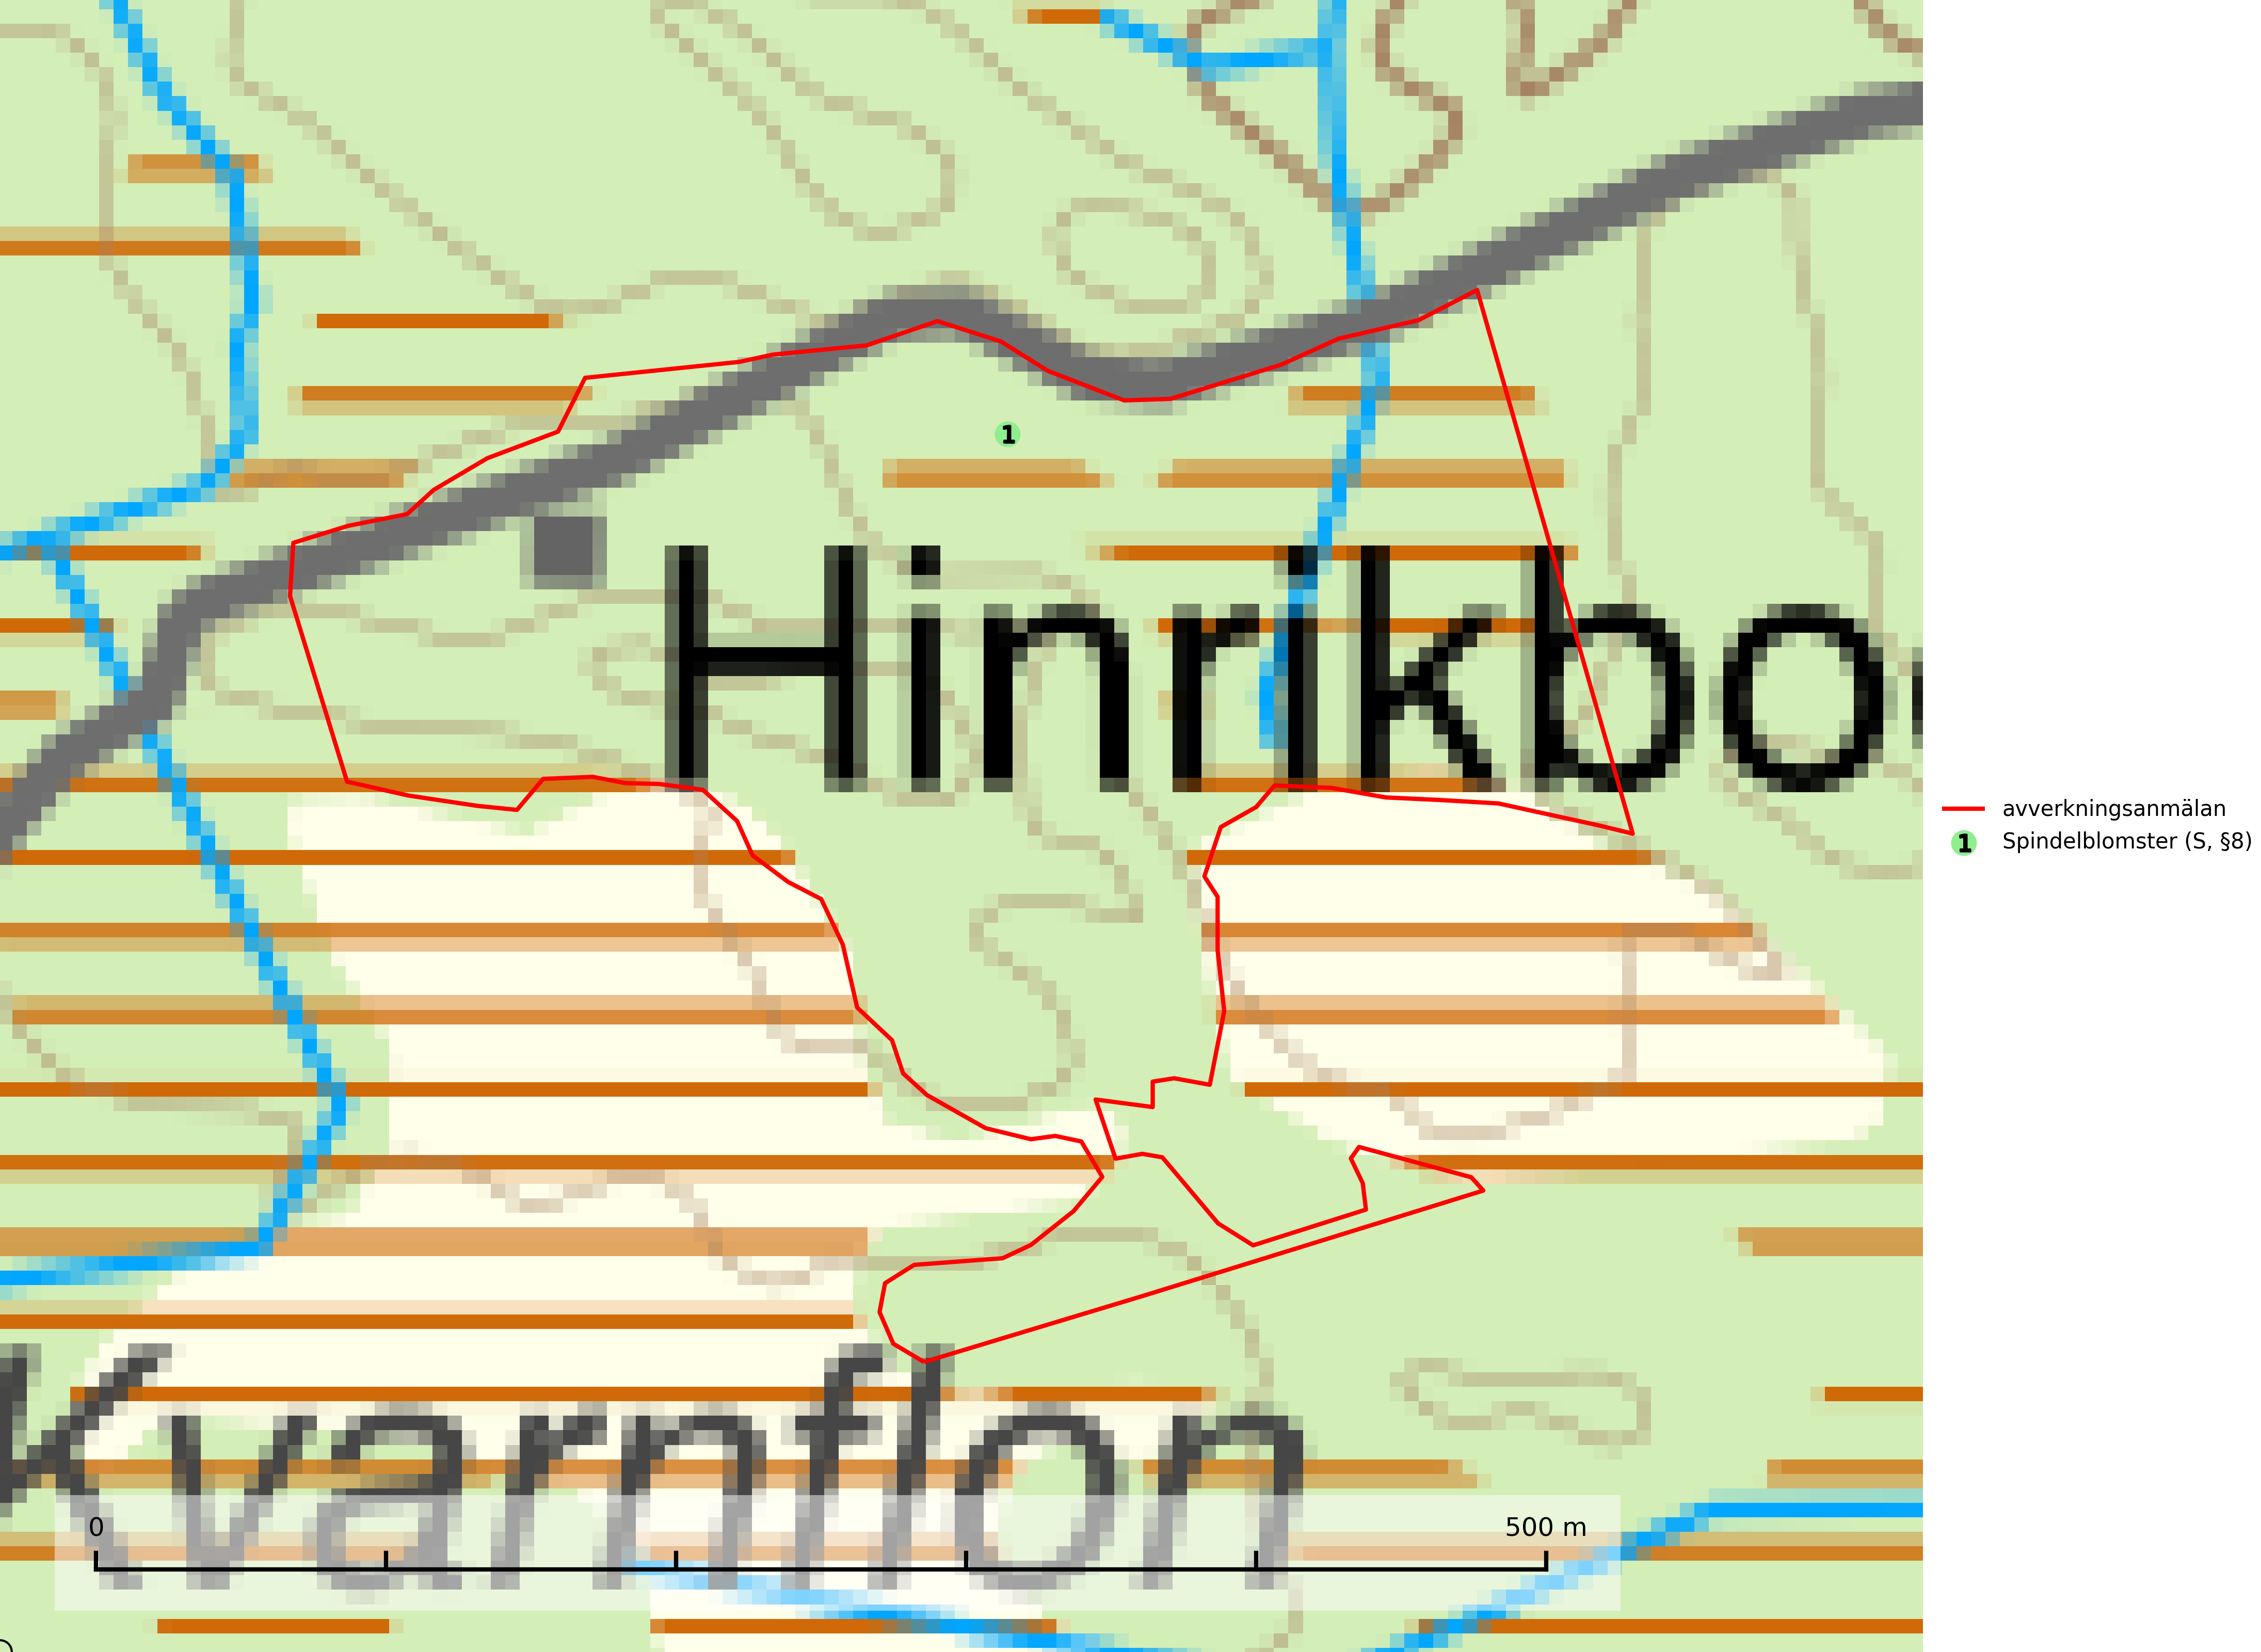 1
Hinrikbo
avverkningsanmälan
1 Spindelblomster (S, §8)
Kvarnflon
0 500 m